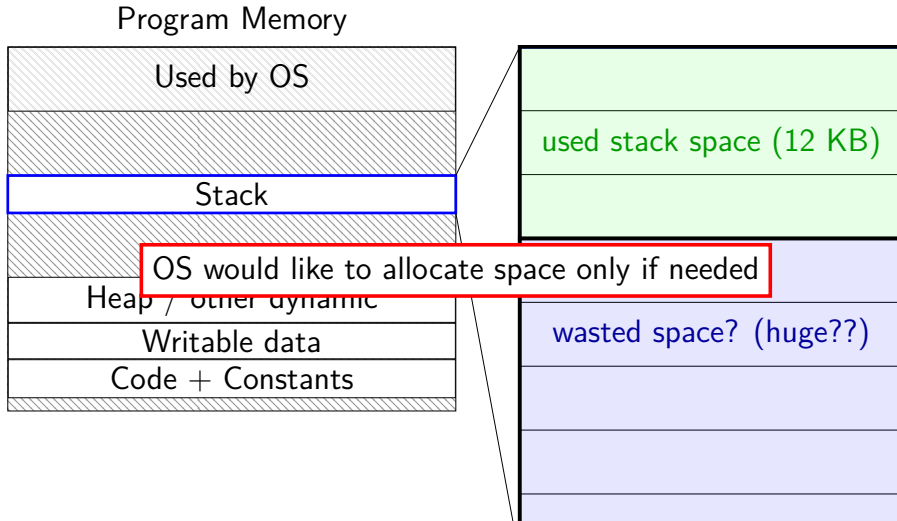 Program Memory
Used by OS
Stack
Heap / other dynamic
Writable data
Code + Constants
used stack space (12 KB)
OS would like to allocate space only if needed
wasted space? (huge??)